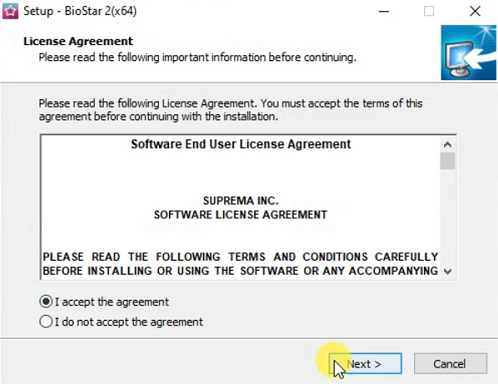 Setup - BioStar 2(x64)
License Agreement
Please read the following important information before continuing.
Please read the following License Agreement. You must accept the terms of this
agreement before continuing with the installation.
Software End User License Agreement
SUPREMA INC.
SOFTWARE LICENSE AGREEMENT
PLEASE READ THE FOLLOWING TERMS AND CONDITIONS CAREFULLY
BEFORE INSTALLING OR USING THE SOFTWARE OR ANY ACCOMPANYING
I accept the agreement
I do not accept the agreement
Next >
Cancel